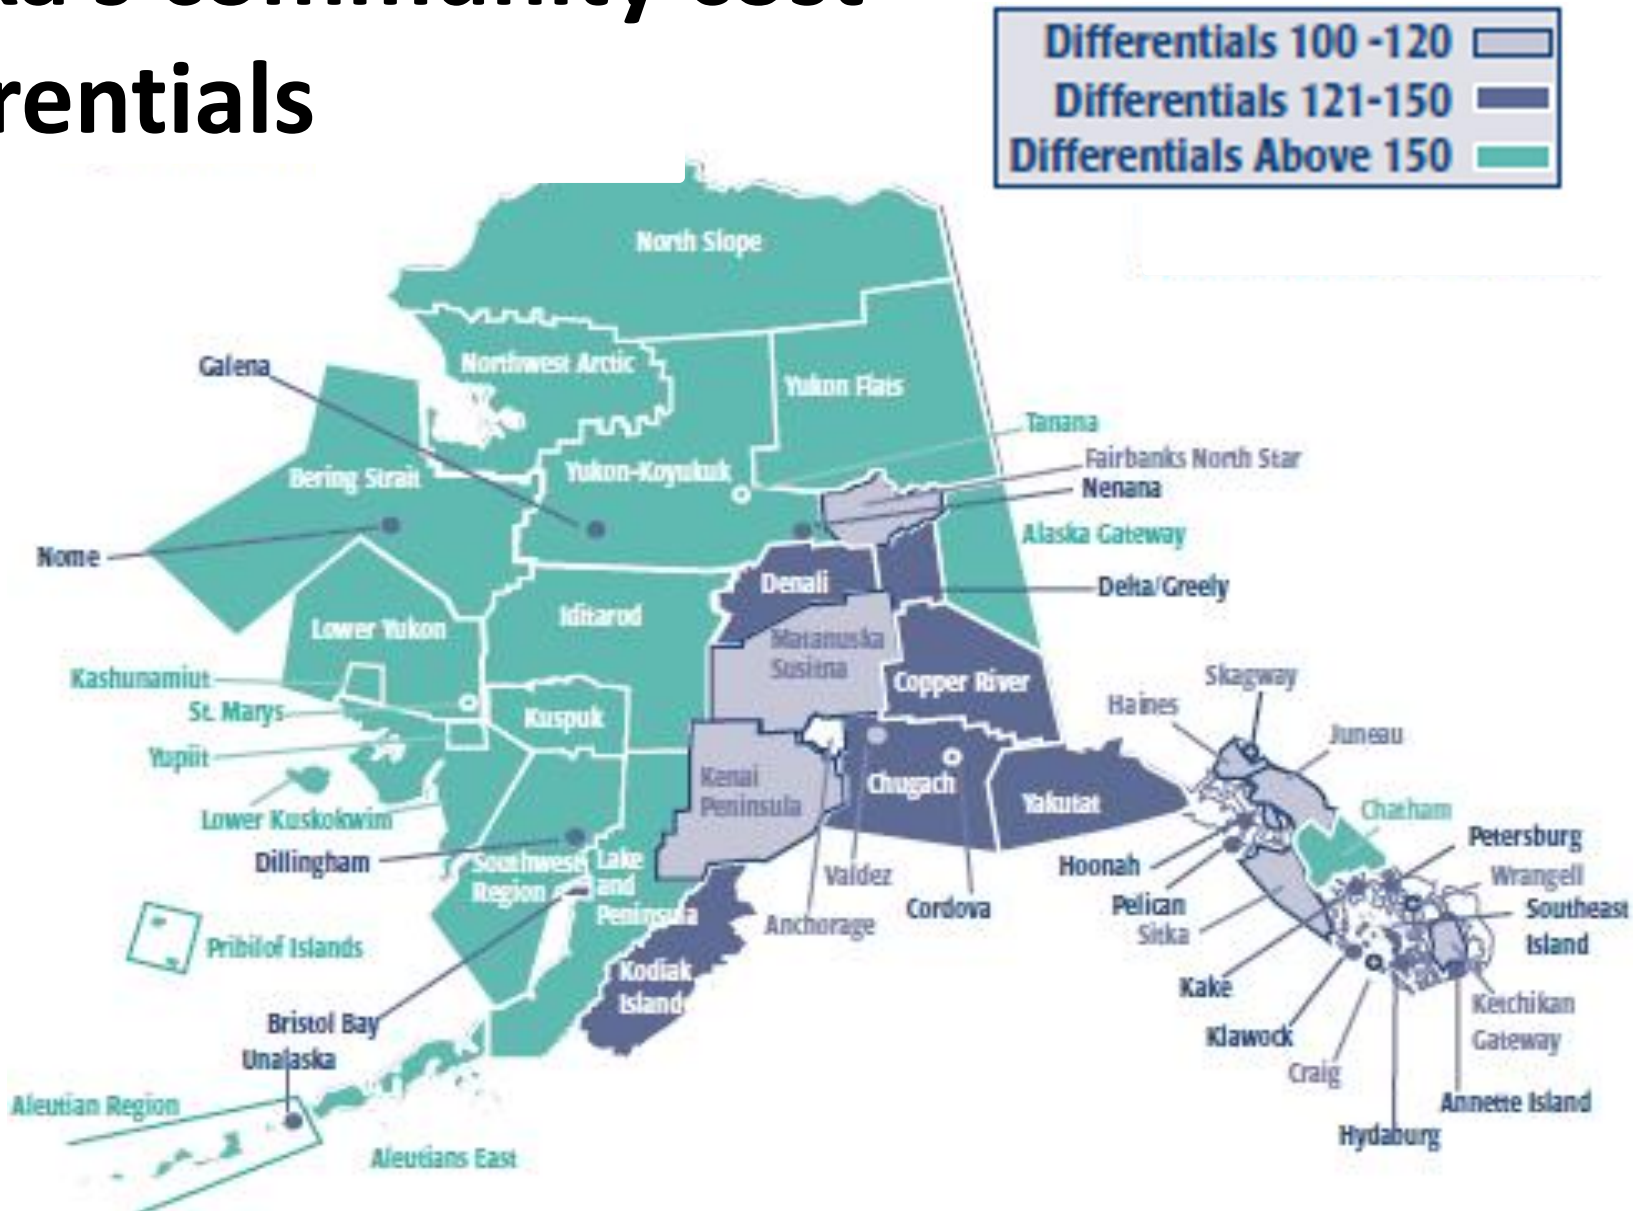 rentials
Differentials 100 -120
Differentials 121-150
Differentials Above 150
North Slope
Northwest Arctic
Galena
Yukon Flats
Tanana
Fairbanks North Star
Nenana
Bering Strait
Yukon-Koyukuk
Alaska Gateway
Nome
Denali
Delta/Greely
Lower Yukon
Iditarod
Matanuska
Susitna
Kashunamiut
St. Marys
Kuspuk
Copper River
Skagway
Haines
Juneau
Yupiit
Kenai
Peninsula
Chugach
Yakutat
Chatham
Lower Kuskokwim
Petersburg
Dillingham
Southwest
Region
Lake
and
Peninsula
Valdez
Hoonah
Wrangell
Pelican
Cordova
Anchorage
Sitka
Southeast
Island
Pribilof Islands
Kodiak
Island
Kake
Ketchikan
Gateway
Bristol Bay
Klawock
Unalaska
Craig
Annette Island
Aleutian Region
Hydaburg
Aleutians East